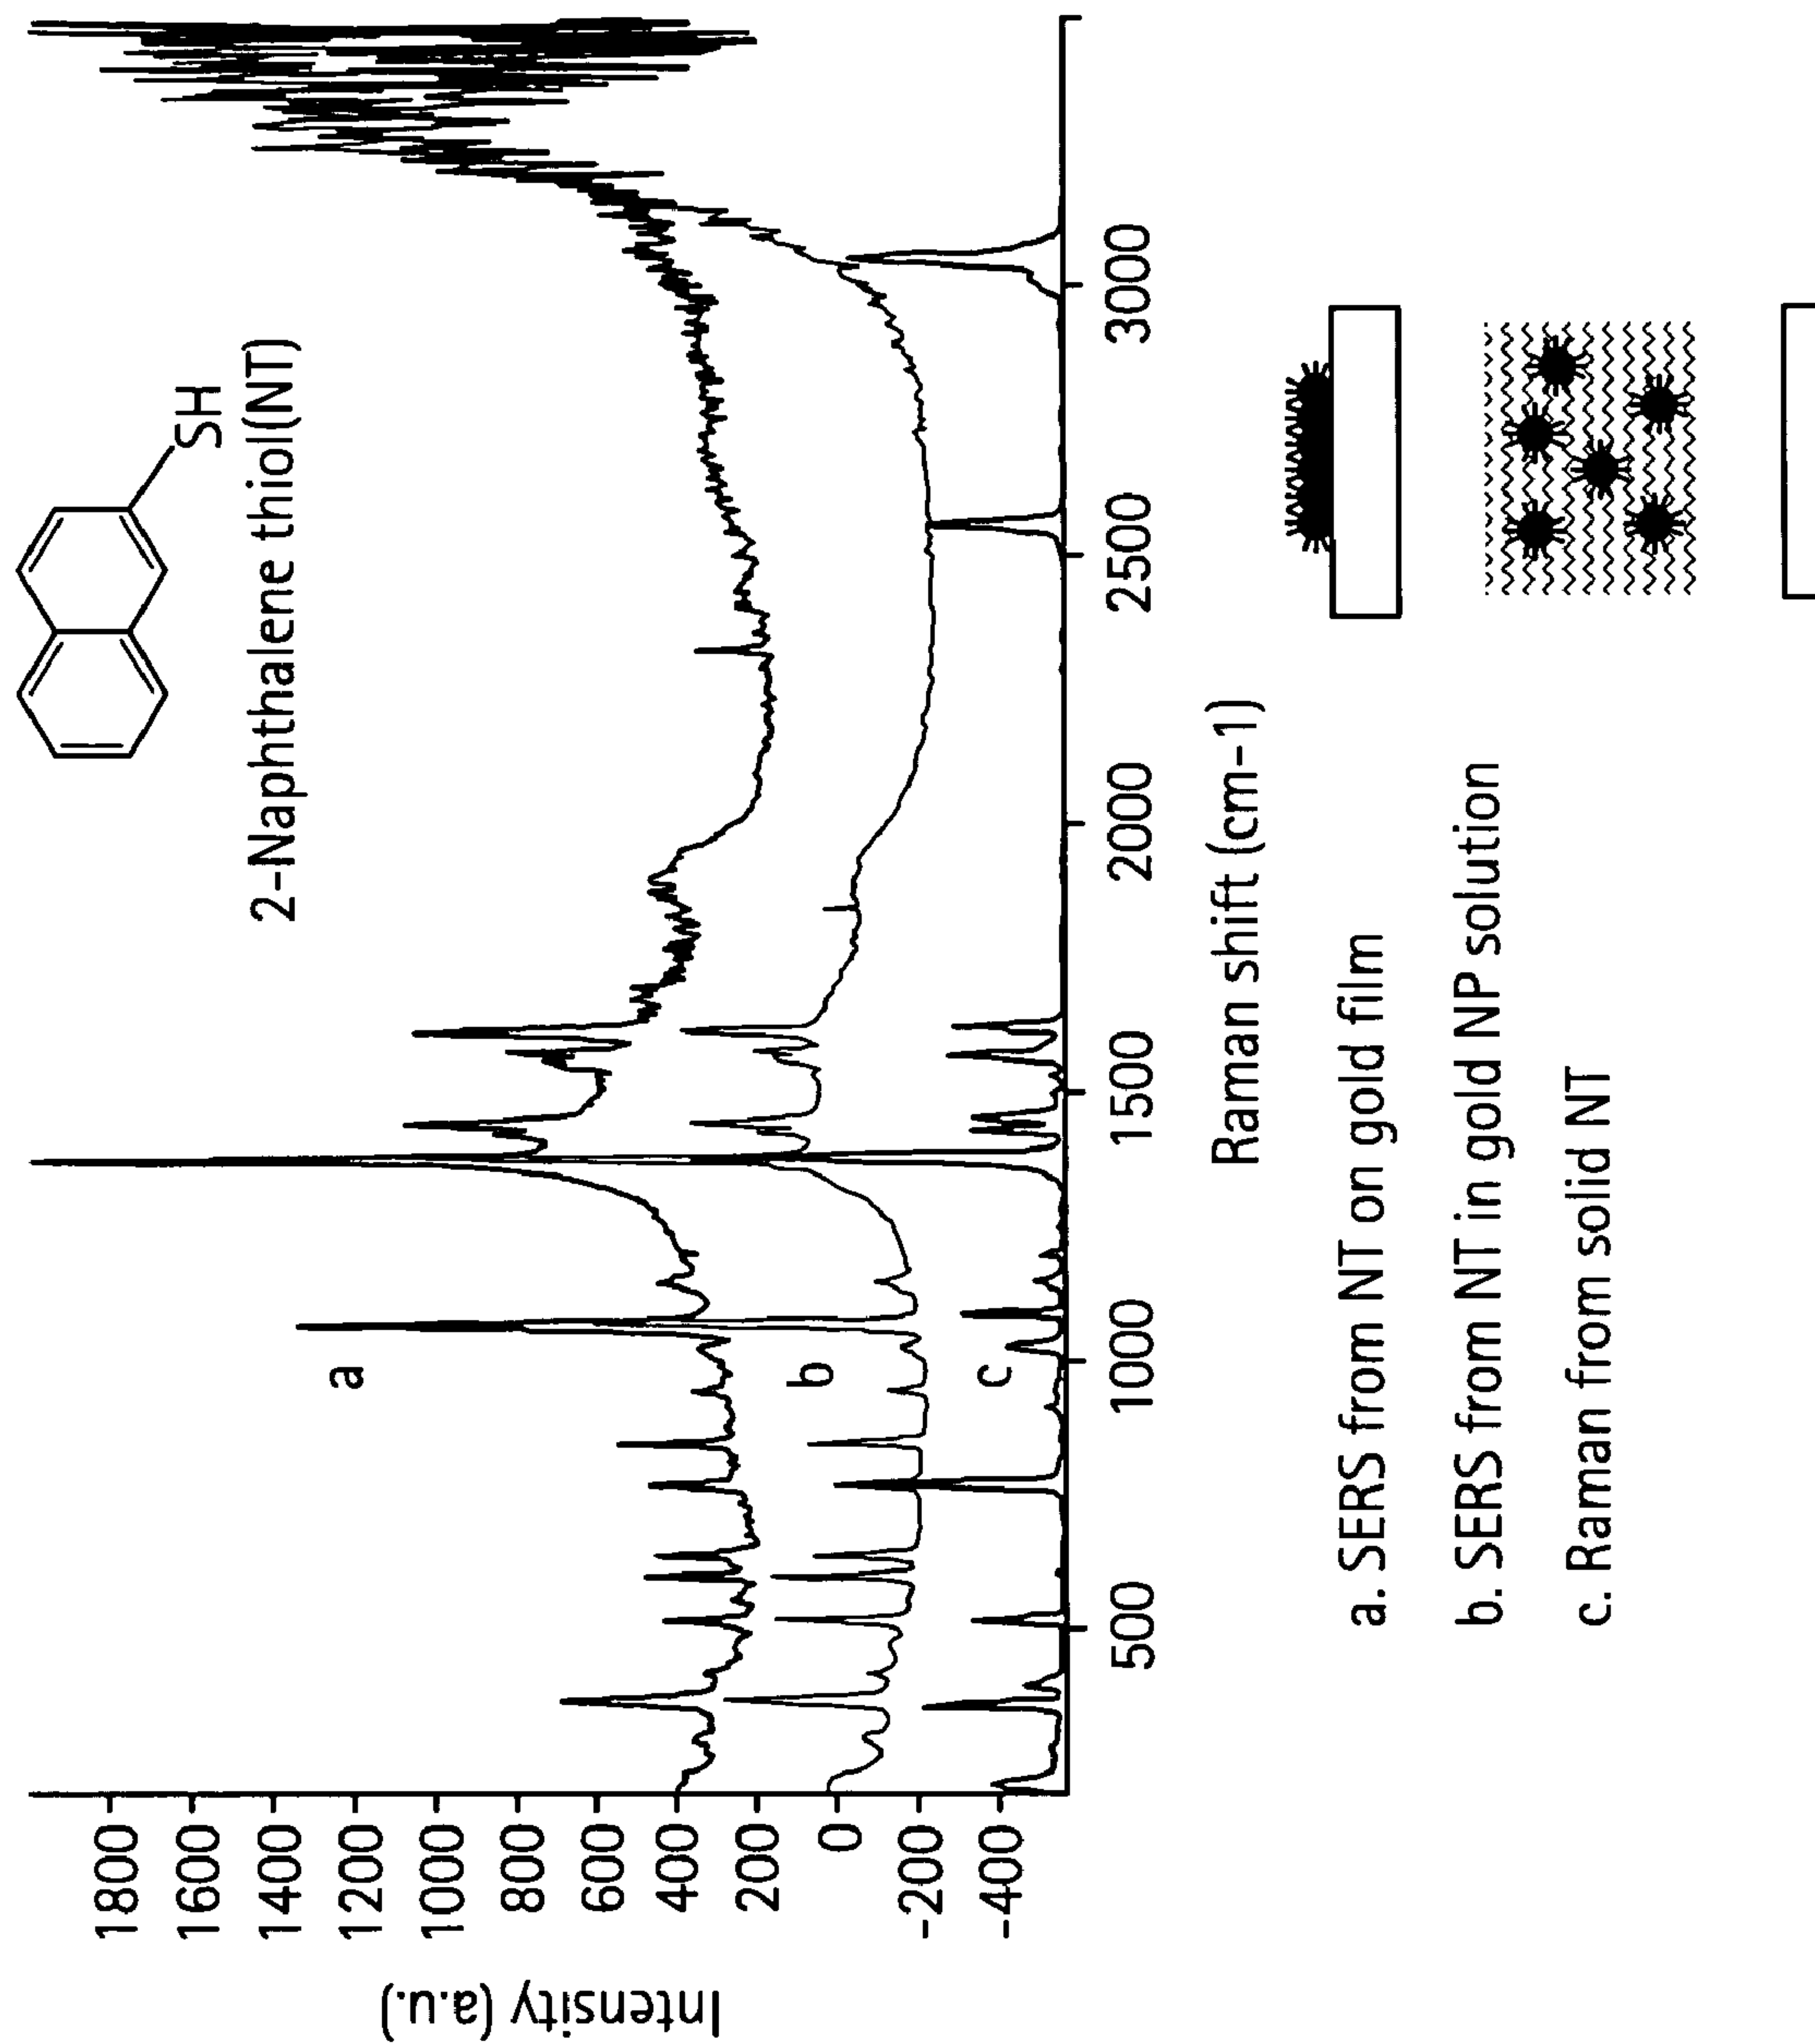 SH
2-Naphthalene thiol(NT)
Intensity (a.u.)
1800
1600
1400
1200
1000
800
600
400
200
0
-200
-400
a
b
c
500
1000
1500
2000
2500
3000
Raman shift (cm-1)
a. SERS from NT on gold film
b. SERS from NT in gold NP solution
c. Raman from solid NT